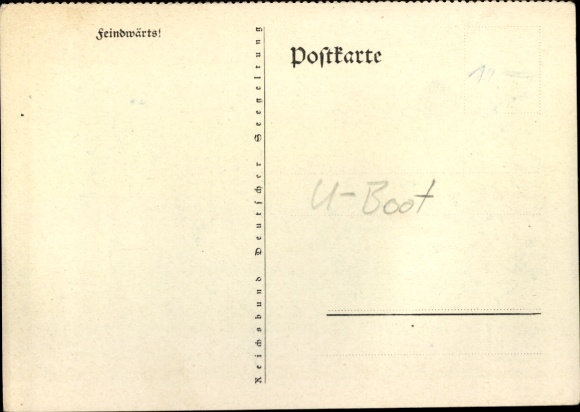 Feindwärts!
Postkarte
Reichsbund Deutscher Seegeltung
U-Boot